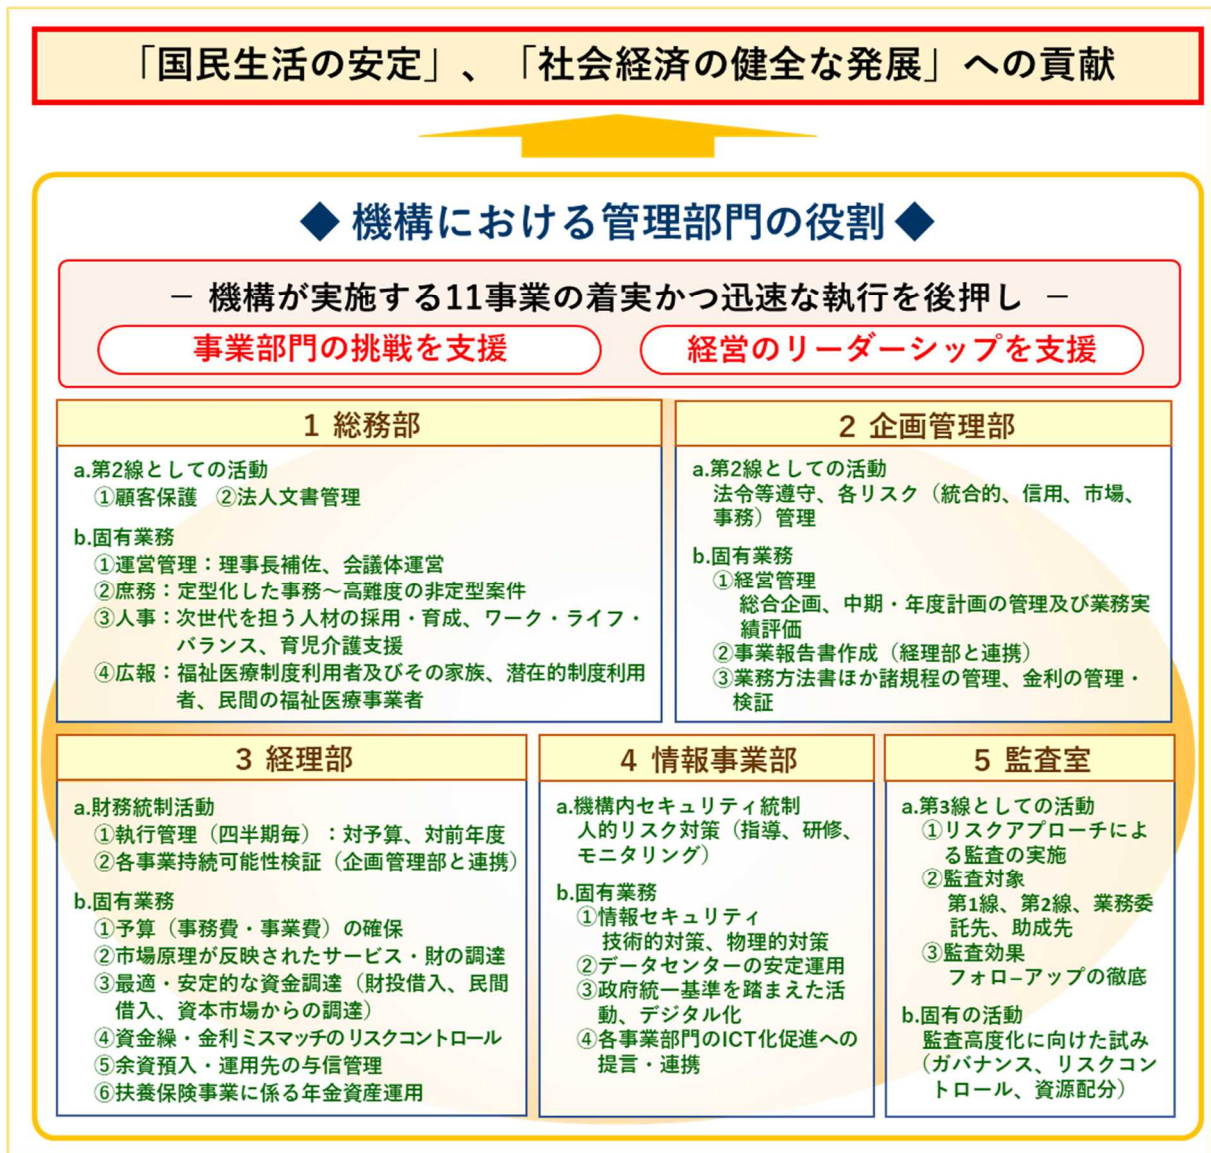 「国民生活の安定」、「社会経済の健全な発展」への貢献
◆ 機構における管理部門の役割 ◆
― 機構が実施する11事業の着実かつ迅速な執行を後押し ―
事業部門の挑戦を支援
経営のリーダーシップを支援
1 総務部
a.第2線としての活動
①顧客保護 ②法人文書管理
b.固有業務
①運営管理：理事長補佐、会議体運営
②庶務：定型化した事務～高難度の非定型案件
③人事：次世代を担う人材の採用・育成、ワーク・ライフ・
バランス、育児介護支援
④広報：福祉医療制度利用者及びその家族、潜在的制度利用
者、民間の福祉医療事業者
2 企画管理部
a.第2線としての活動
法令等遵守、各リスク（統合的、信用、市場、
事務）管理
b.固有業務
①経営管理
総合企画、中期・年度計画の管理及び業務実
績評価
②事業報告書作成（経理部と連携）
③業務方法書ほか諸規程の管理、金利の管理・
検証
3 経理部
a.財務統制活動
①執行管理（四半期毎）：対予算、対前年度
②各事業持続可能性検証（企画管理部と連携）
b.固有業務
①予算（事務費・事業費）の確保
②市場原理が反映されたサービス・財の調達
③最適・安定的な資金調達（財投借入、民間
借入、資本市場からの調達）
④資金繰・金利ミスマッチのリスクコントロール
⑤余資預入・運用先の与信管理
⑥扶養保険事業に係る年金資産運用
4 情報事業部
a.機構内セキュリティ統制
人的リスク対策（指導、研修、
モニタリング）
b.固有業務
①情報セキュリティ
技術的対策、物理的対策
②データセンターの安定運用
③政府統一基準を踏まえた活
動、デジタル化
④各事業部門のICT化促進への
提言・連携
5 監査室
a.第3線としての活動
①リスクアプローチによ
る監査の実施
②監査対象
第1線、第2線、業務委
託先、助成先
③監査効果
フォロ−アップの徹底
b.固有の活動
監査高度化に向けた試み
（ガバナンス、リスクコン
トロール、資源配分）